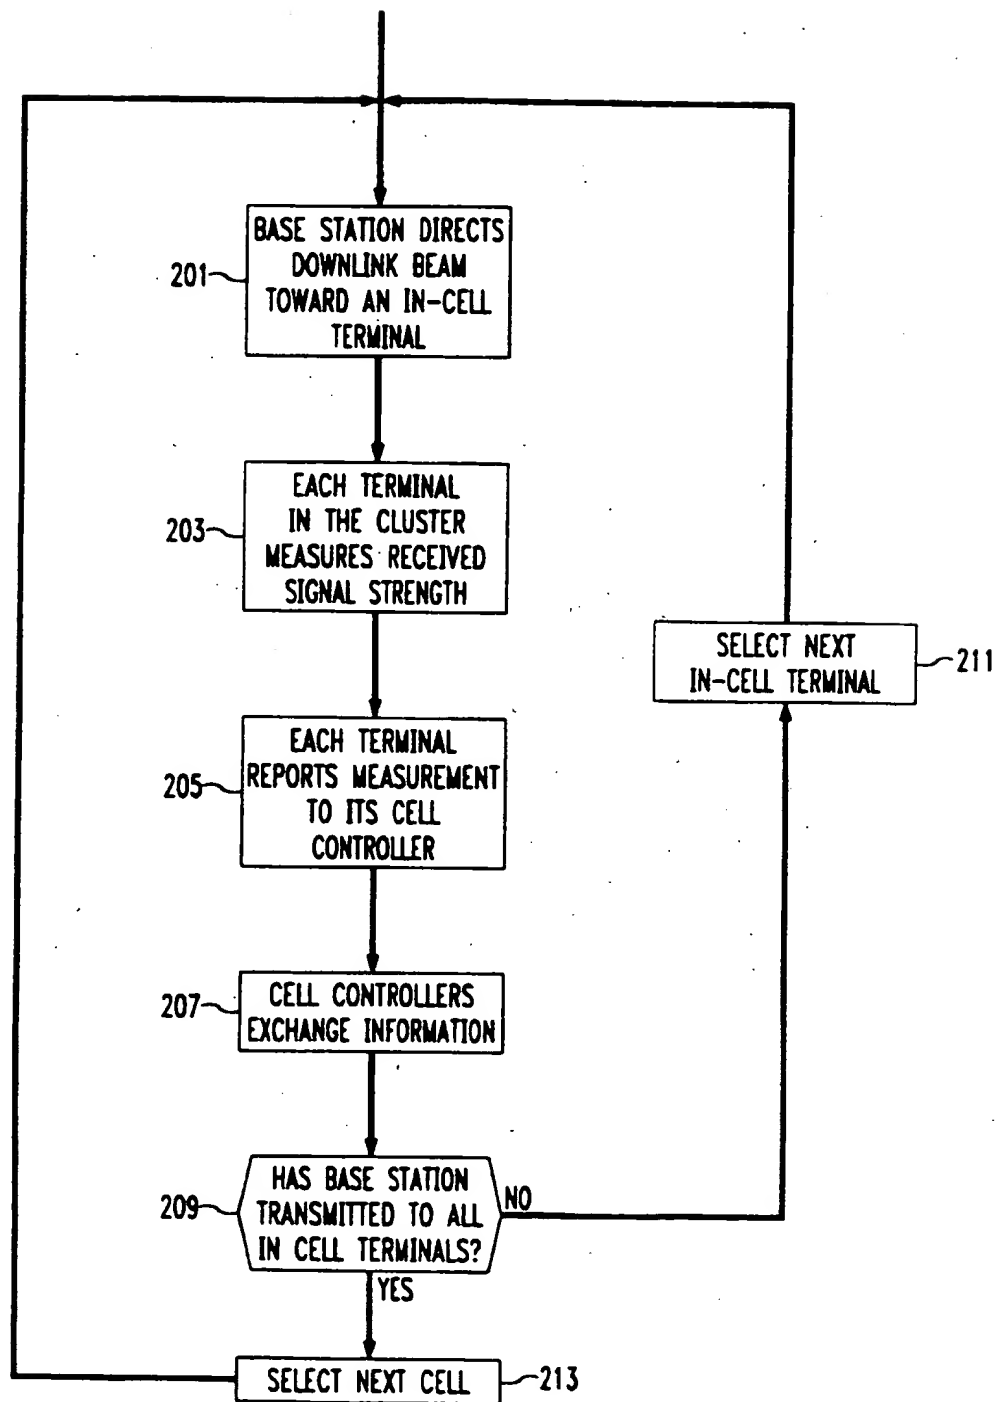 BASE STATION DIRECTS
DOWNLINK BEAM
TOWARD AN IN-CELL
TERMINAL
201
EACH TERMINAL
IN THE CLUSTER
MEASURES RECEIVED
SIGNAL STRENGTH
203
SELECT NEXT
IN-CELL TERMINAL
211
EACH TERMINAL
REPORTS MEASUREMENT
TO ITS CELL
CONTROLLER
205
CELL CONTROLLERS
EXCHANGE INFORMATION
207
HAS BASE STATION
TRANSMITTED TO ALL
IN CELL TERMINALS?
209
NO
YES
SELECT NEXT CELL
213